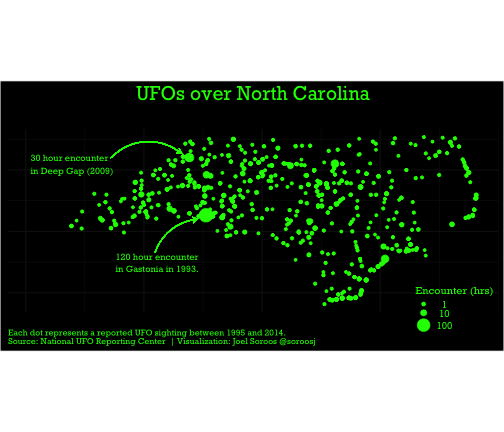 UFOs over North Carolina
30 hour encounter
in Deep Gap (2009)
120 hour encounter
in Gastonia in 1993.
Encounter (hrs)
1
10
100
Each dot represents a reported UFO sighting between 1995 and 2014.
Source: National UFO Reporting Center | Visualization: Joel Soroos @soroosj